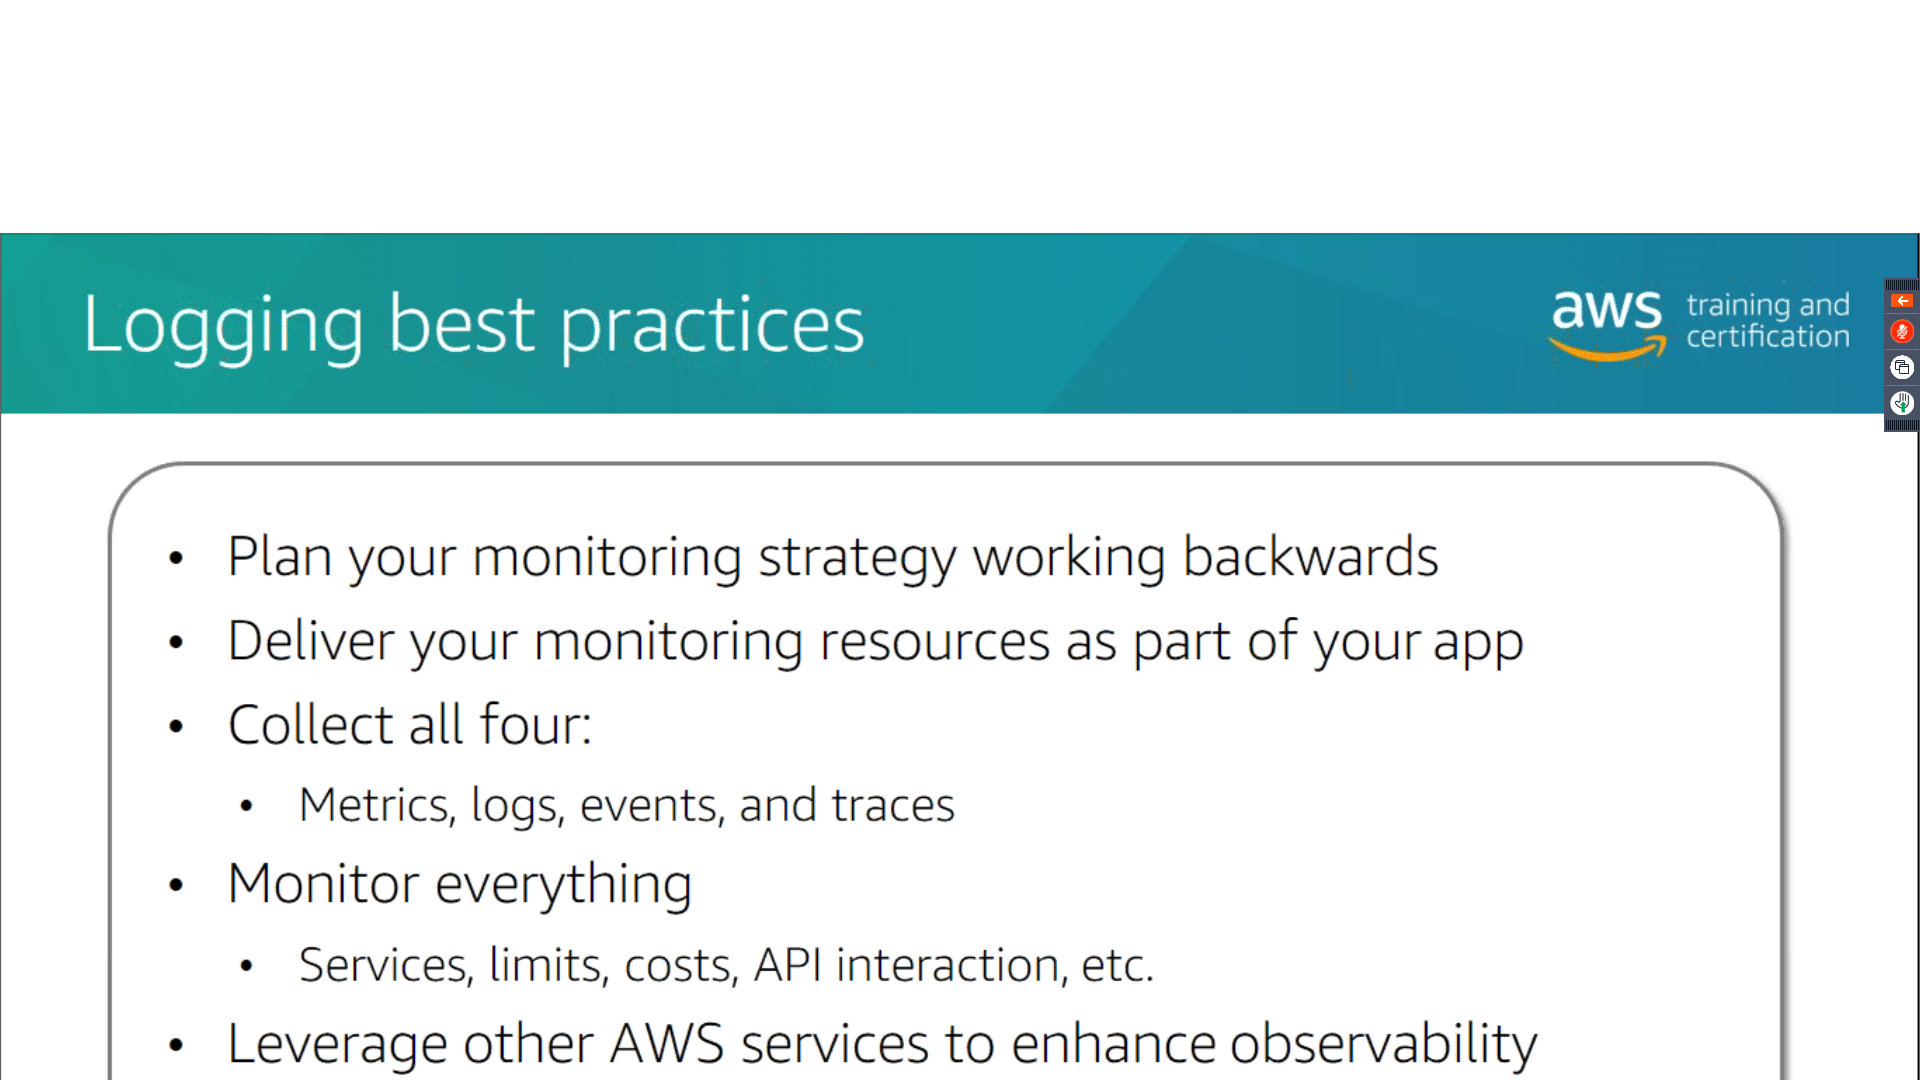 Logging best practices
aws training and
certification
• Plan your monitoring strategy working backwards
• Deliver your monitoring resources as part of your app
• Collect all four:
• Metrics, logs, events, and traces
• Monitor everything
• Services, limits, costs, API interaction, etc.
• Leverage other AWS services to enhance observability